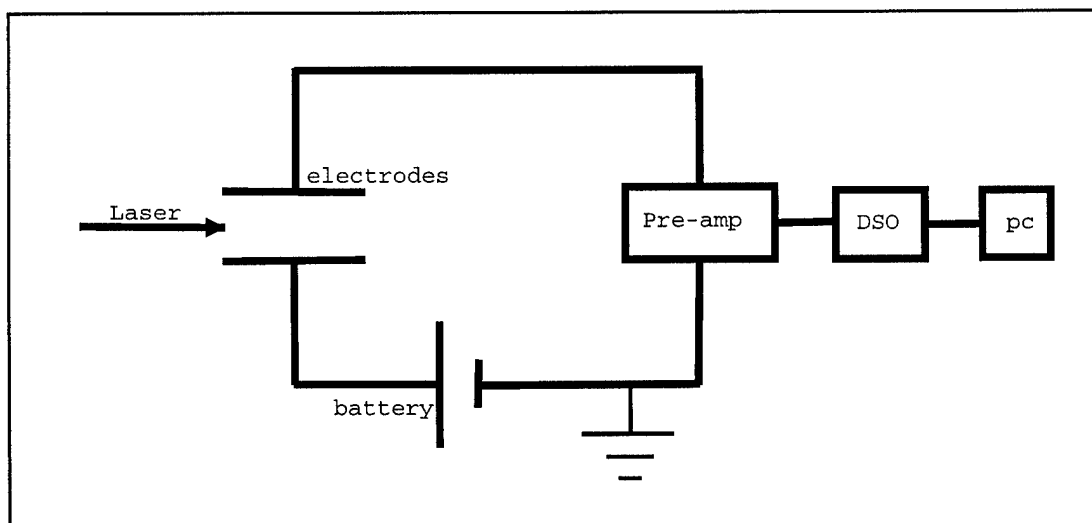 electrodes
Laser
Pre-amp
DSO
pc
battery